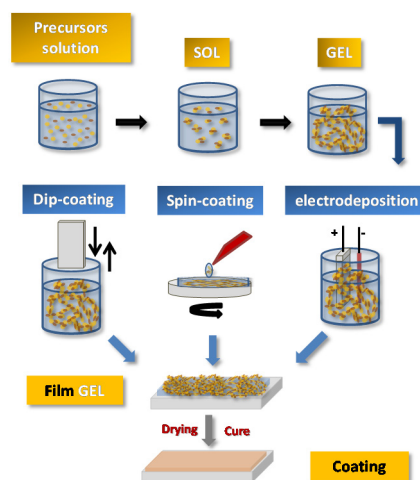 Precursors
solution
SOL
GEL
Dip-coating
Spin-coating
electrodeposition
+ -
Film GEL
Drying Cure
Coating